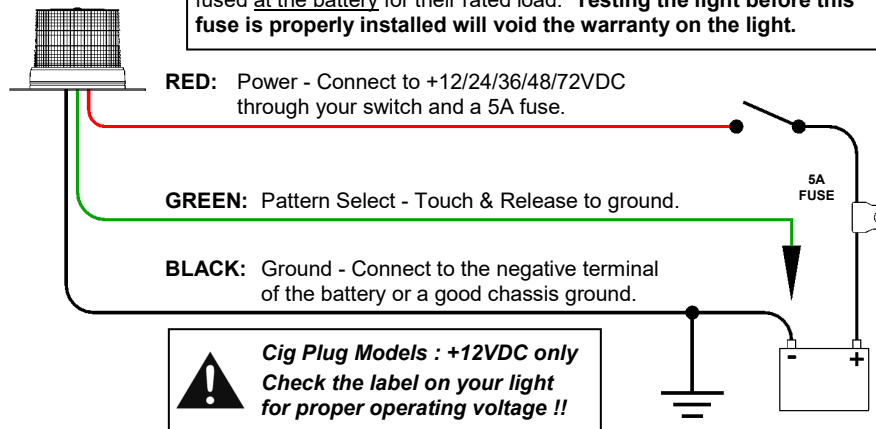 fused at the battery for their rated load. Testing the light before this
fuse is properly installed will void the warranty on the light.
RED: Power - Connect to +12/24/36/48/72VDC
through your switch and a 5A fuse.
5A
FUSE
GREEN: Pattern Select - Touch & Release to ground.
BLACK: Ground - Connect to the negative terminal
of the battery or a good chassis ground.
- +
Cig Plug Models : +12VDC only
Check the label on your light
for proper operating voltage !!